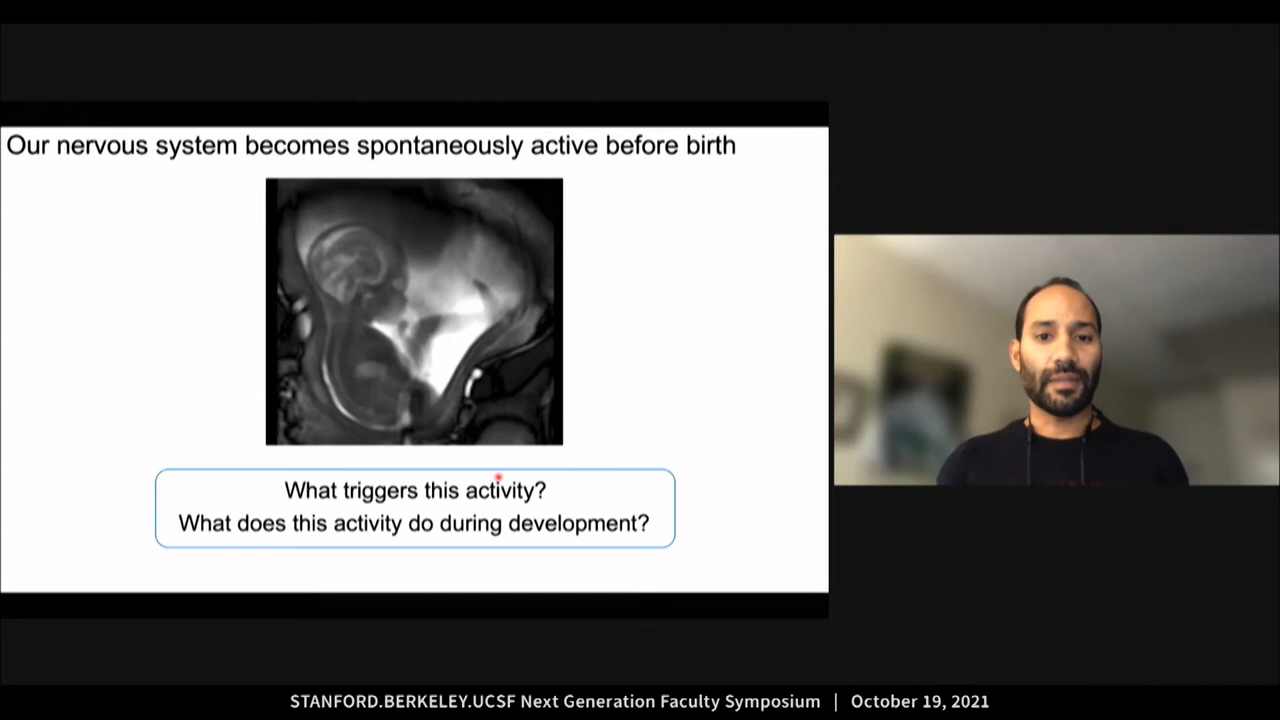 Our nervous system becomes spontaneously active before birth
What triggers this activity?
What does this activity do during development?
STANFORD.BERKELEY.UCSF Next Generation Faculty Symposium | October 19, 2021